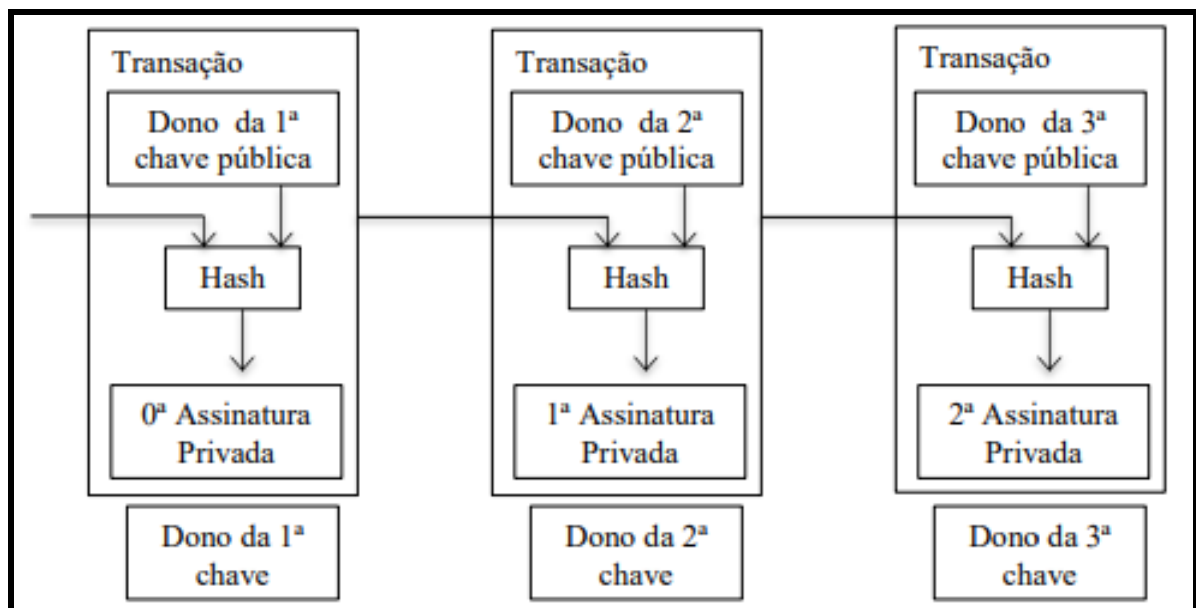 Transação
Dono da 1ª
chave pública
Hash
0ª Assinatura
Privada
Dono da 1ª
chave
Transação
Dono da 2ª
chave pública
Hash
1ª Assinatura
Privada
Dono da 2ª
chave
Transação
Dono da 3ª
chave pública
Hash
2ª Assinatura
Privada
Dono da 3ª
chave